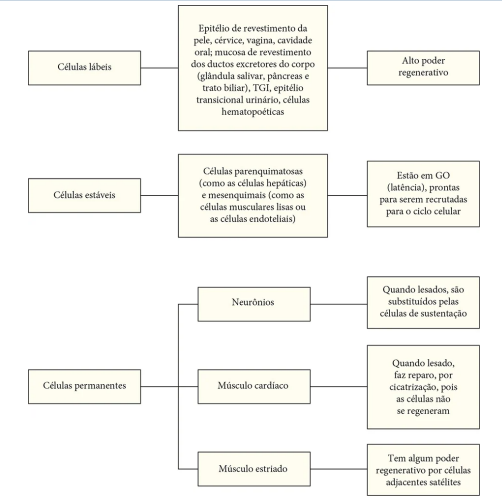 Células lábeis
Epitélio de revestimento da
pele, cérvice, vagina, cavidade
oral; mucosa de revestimento
dos ductos excretores do corpo
(glândula salivar, pâncreas e
trato biliar), TGI, epitélio
transicional urinário, células
hematopoéticas
Alto poder
regenerativo
Células estáveis
Células parenquimatosas
(como as células hepáticas)
e mesenquimais (como as
células musculares lisas ou
as células endoteliais)
Estão em GO
(latência), prontas
para serem recrutadas
para o ciclo celular
Células permanentes
Neurônios
Quando lesados, são
substituídos pelas
células de sustentação
Músculo cardíaco
Quando lesado,
faz reparo, por
cicatrização, pois
as células não
se regeneram
Músculo estriado
Tem algum poder
regenerativo por células
adjacentes satélites